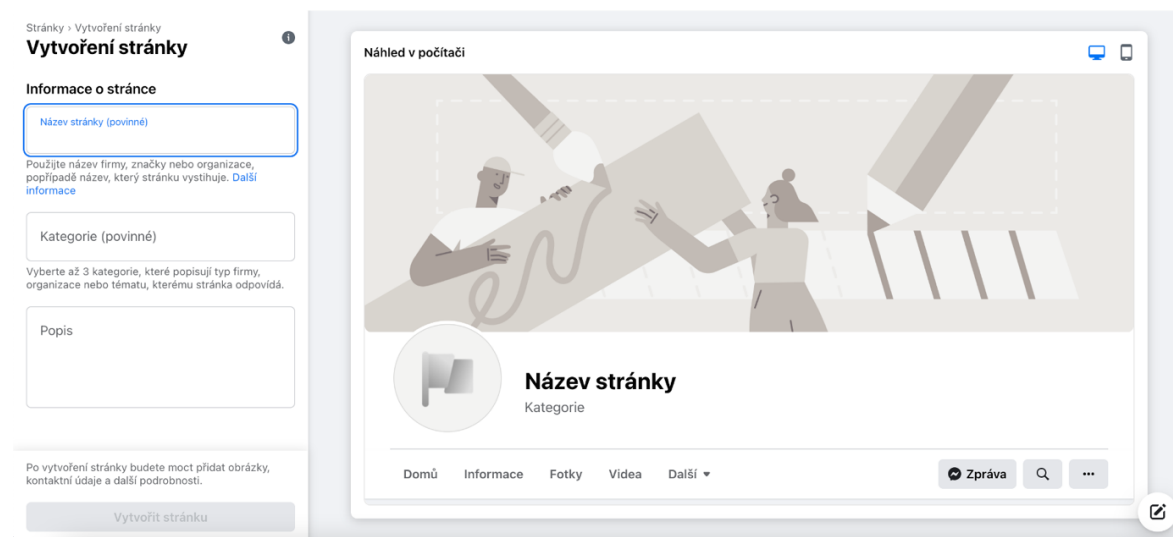 Stránky › Vytvoření stránky
Vytvoření stránky
Informace o stránce
Název stránky (povinné)
Použijte název firmy, značky nebo organizace,
popřípadě název, který stránku vystihuje. Další
informace
Kategorie (povinné)
Vyberte až 3 kategorie, které popisují typ firmy,
organizace nebo tématu, kterému stránka odpovídá.
Popis
Po vytvoření stránky budete moct přidat obrázky,
kontaktní údaje a další podrobnosti.
Vytvořit stránku
Náhled v počítači
Název stránky
Kategorie
Domů Informace Fotky Videa Další Zpráva